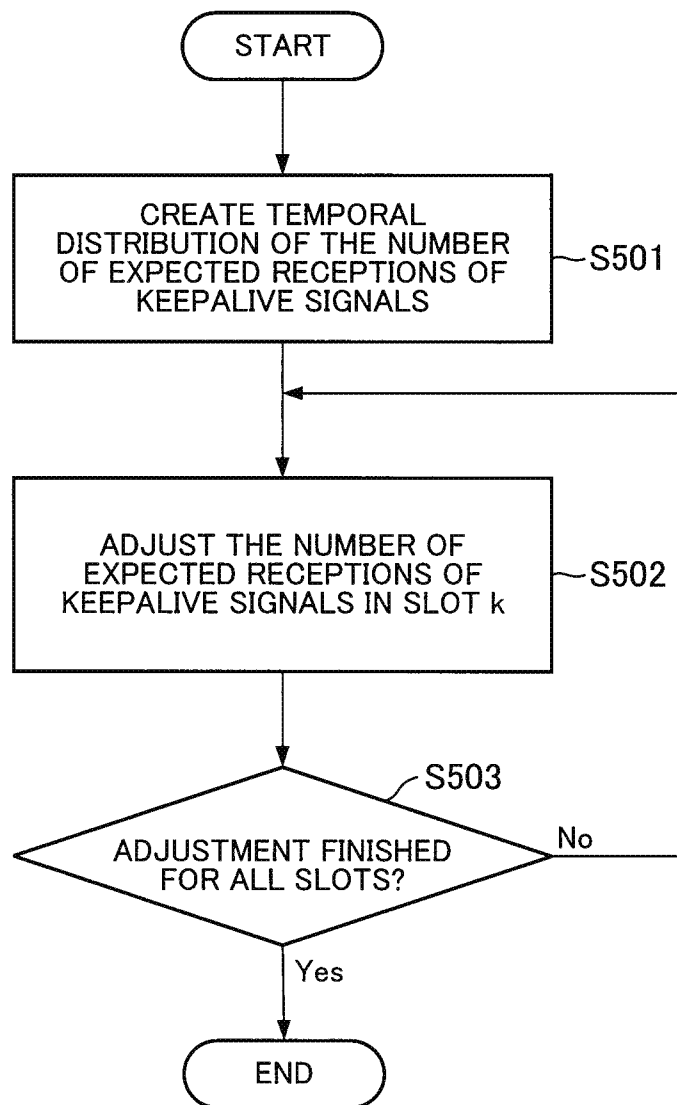 START
CREATE TEMPORAL
DISTRIBUTION OF THE NUMBER
OF EXPECTED RECEPTIONS OF
KEEPALIVE SIGNALS
S501
ADJUST THE NUMBER OF
EXPECTED RECEPTIONS OF
KEEPALIVE SIGNALS IN SLOT k
S502
S503
ADJUSTMENT FINISHED
FOR ALL SLOTS?
No
Yes
END